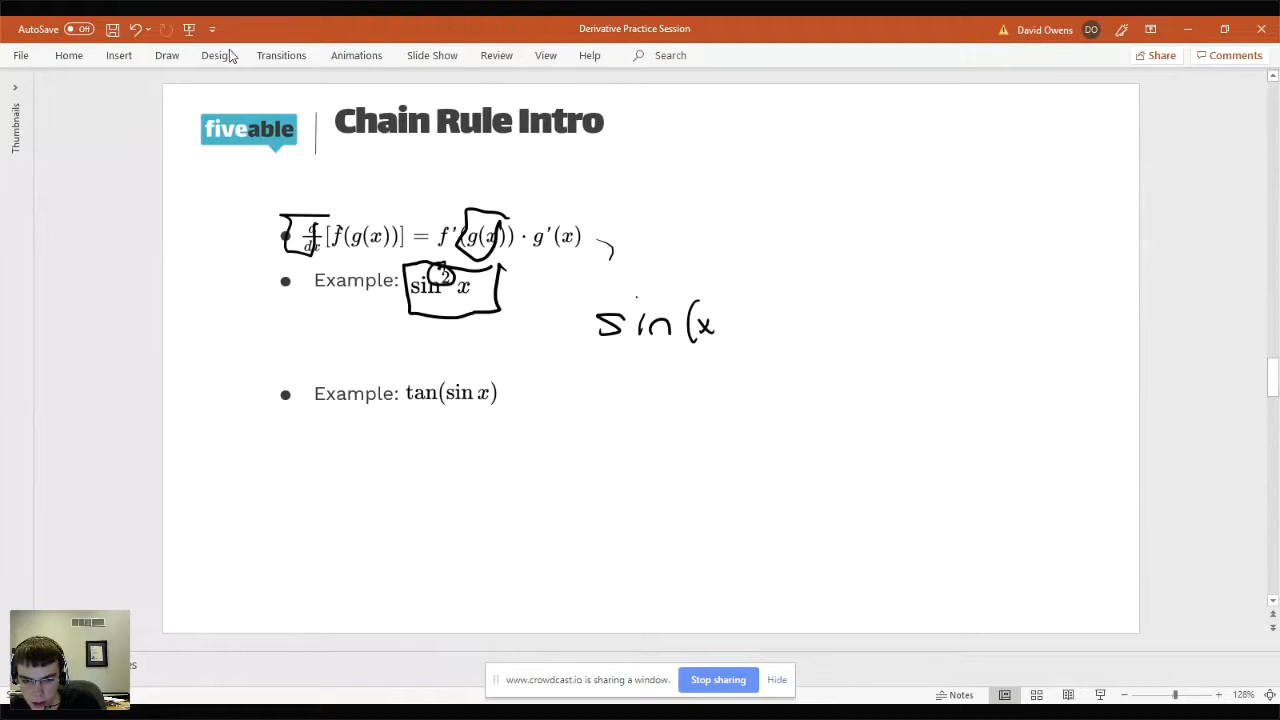 AutoSave Off Derivative Practice Session David Owens DO
File Home Insert Draw Design Transitions Animations Slide Show Review View Help Search Share Comments
Thumbnails
fiveable Chain Rule Intro
d/dx [f(g(x))] = f'(g(x)) · g'(x)
Example: sin² x
sin(x
Example: tan(sin x)
www.crowdcast.io is sharing a window. Stop sharing Hide
Notes 128%